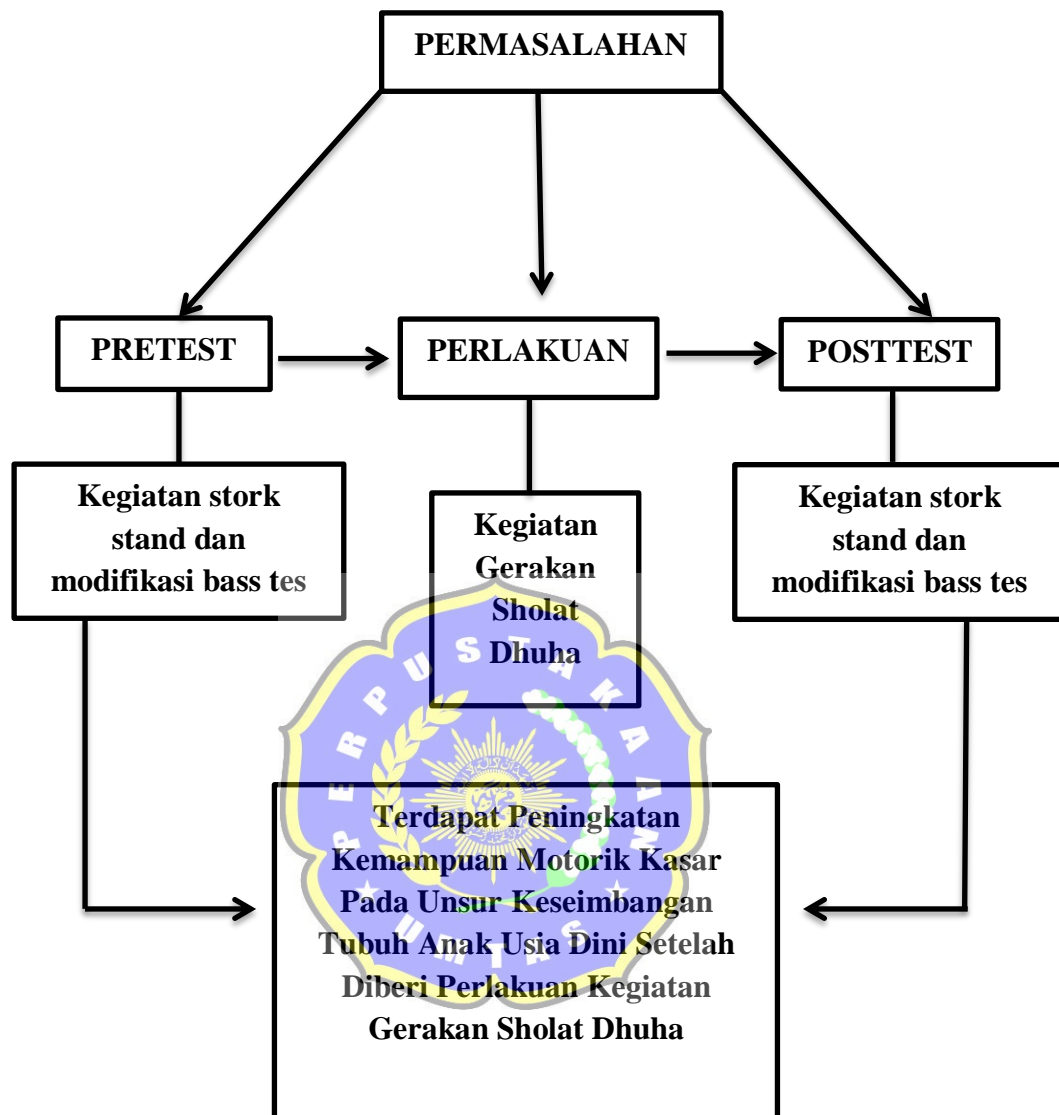 PERMASALAHAN
PRETEST
PERLAKUAN
POSTTEST
Kegiatan stork
stand dan
modifikasi bass tes
Kegiatan
Gerakan
Sholat
Dhuha
Kegiatan stork
stand dan
modifikasi bass tes
PERPUSTAKAAN
UMTAS
Terdapat Peningkatan
Kemampuan Motorik Kasar
Pada Unsur Keseimbangan
Tubuh Anak Usia Dini Setelah
Diberi Perlakuan Kegiatan
Gerakan Sholat Dhuha